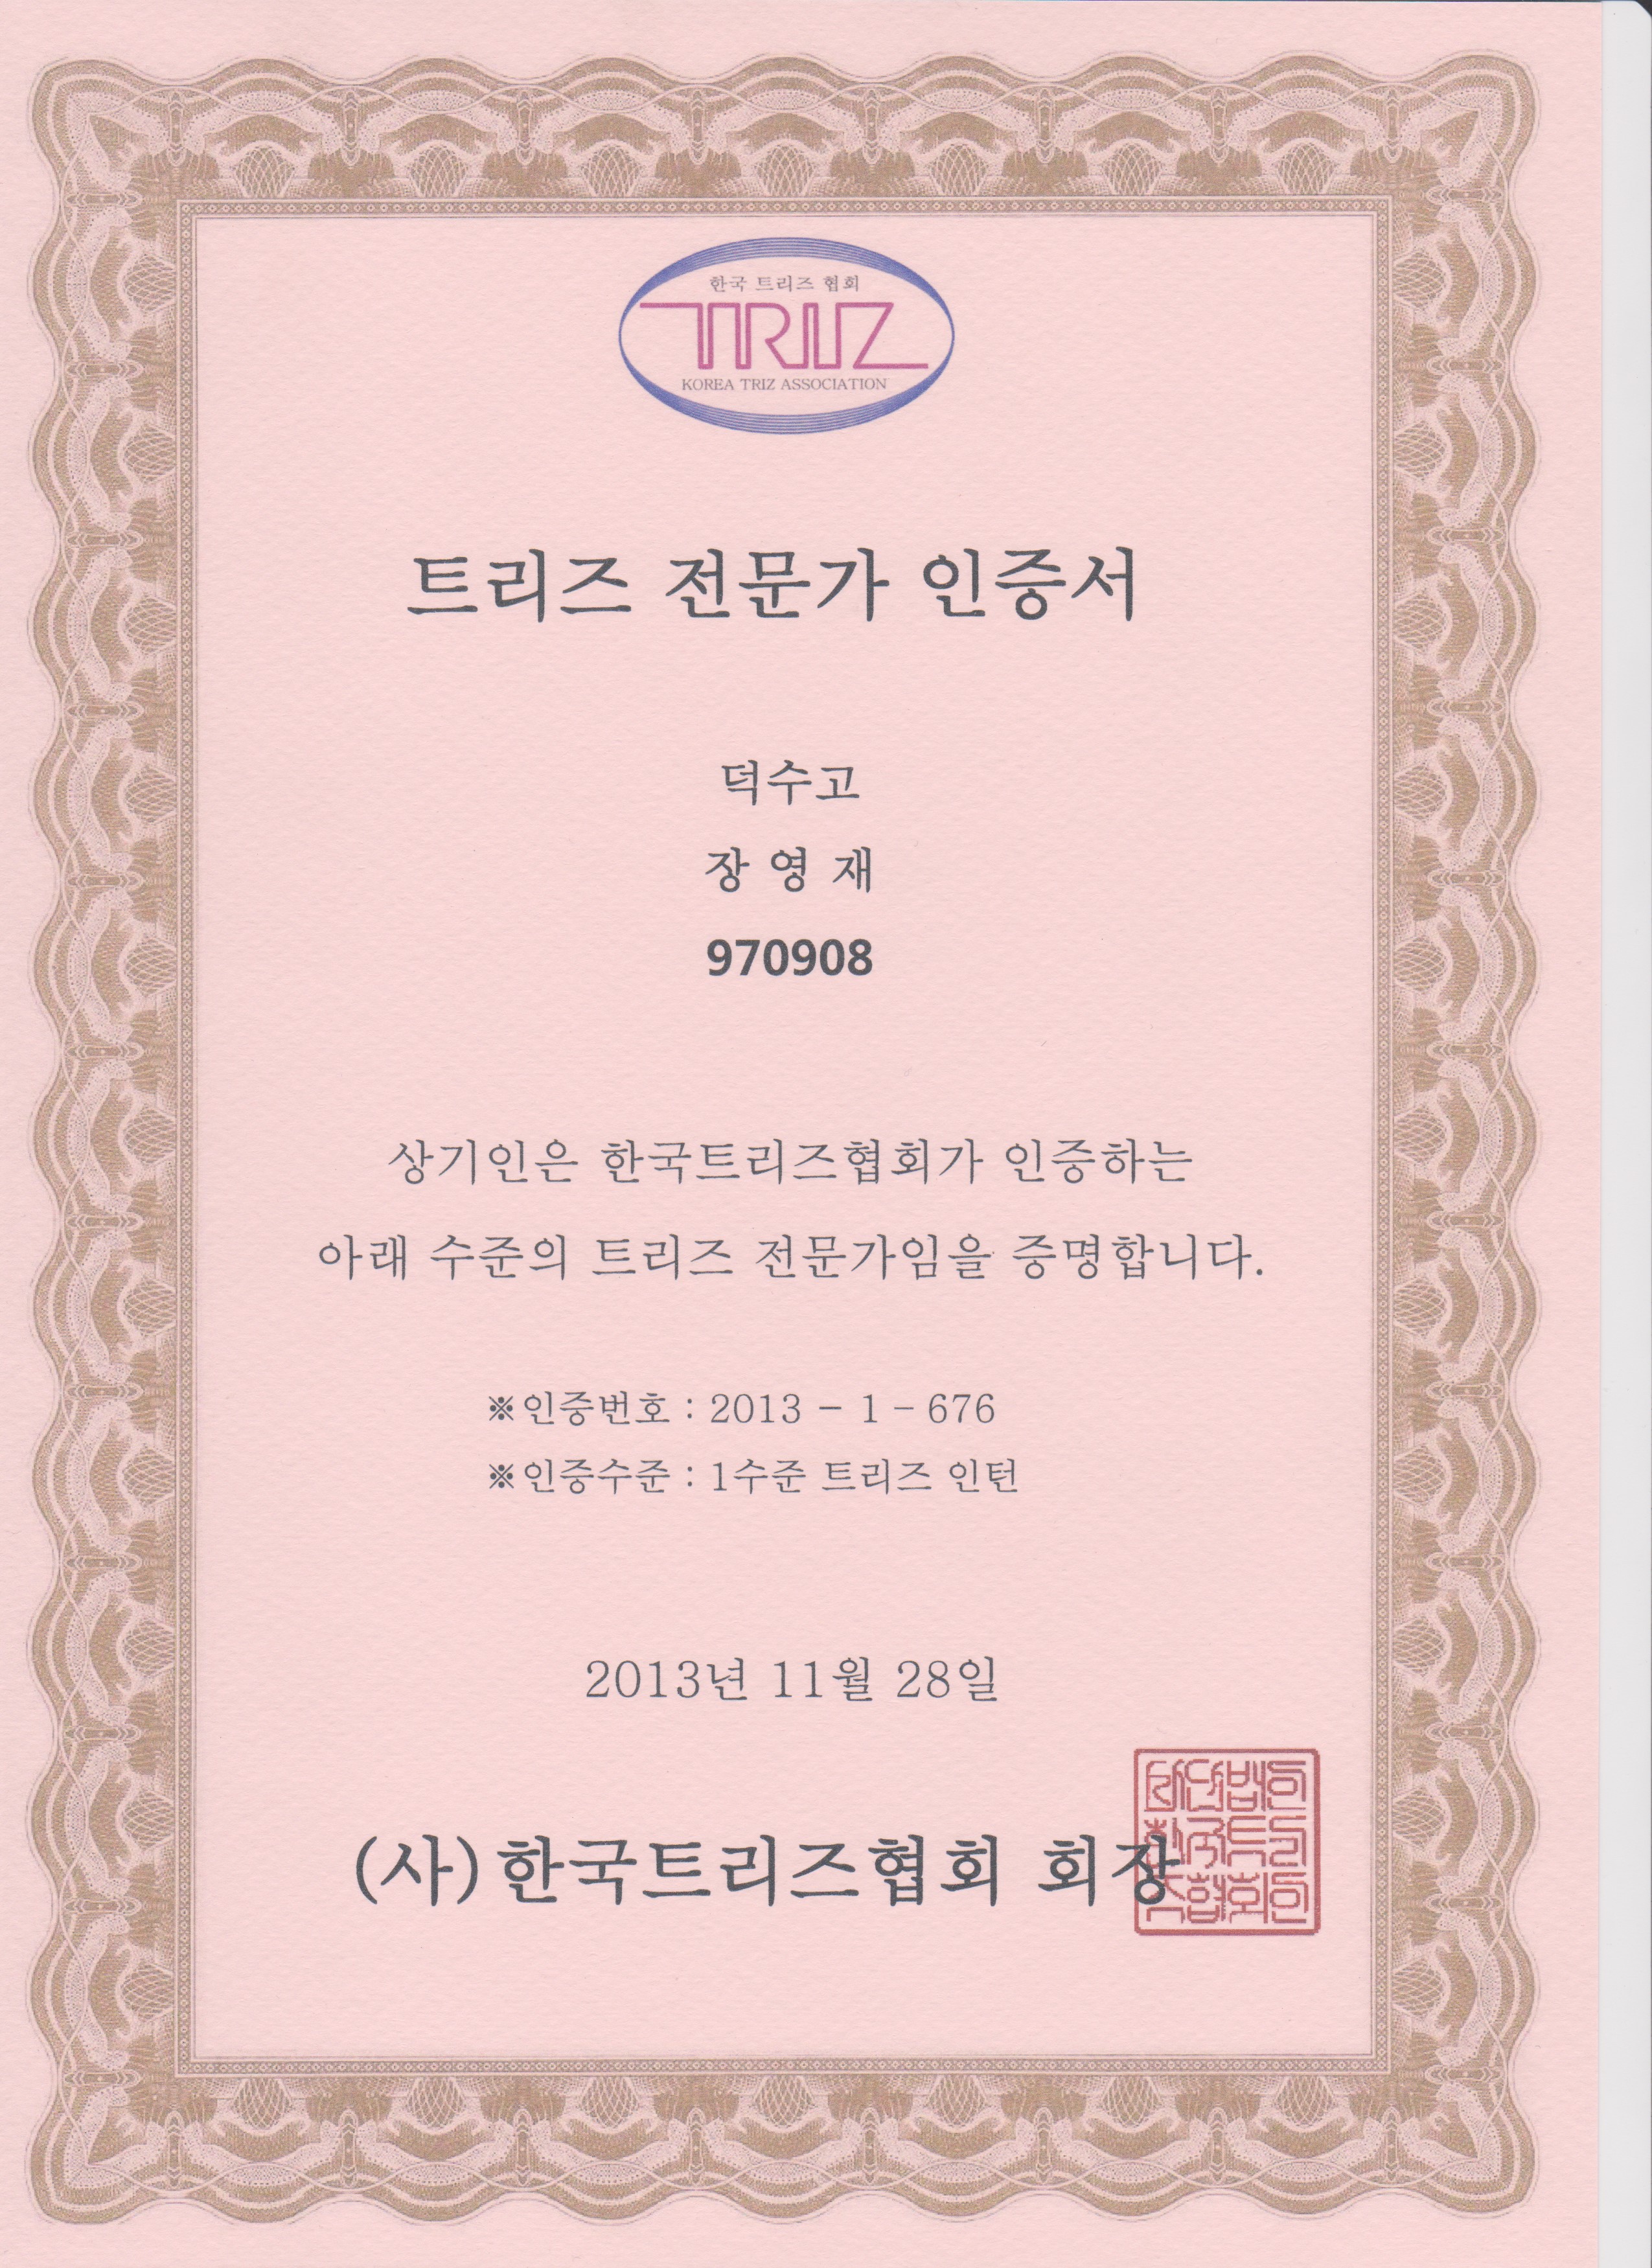 한국 트리즈 협회
TRIZ
KOREA TRIZ ASSOCIATION
트리즈 전문가 인증서
덕수고
장 영 재
970908
상기인은 한국트리즈협회가 인증하는
아래 수준의 트리즈 전문가임을 증명합니다.
※인증번호 : 2013 - 1 - 676
※인증수준 : 1수준 트리즈 인턴
2013년 11월 28일
(사)한국트리즈협회 회장